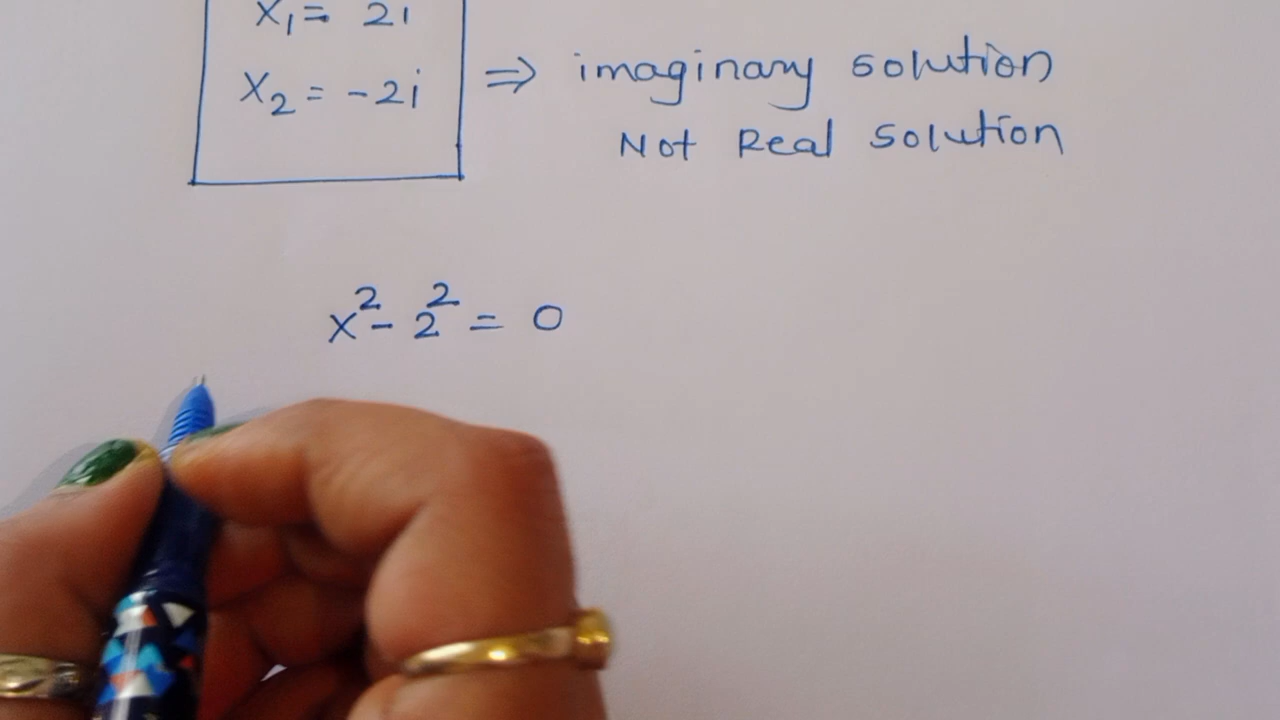 x₁ = 2i
x₂ = -2i ⇒ imaginary solution
Not Real solution
x² - 2² = 0